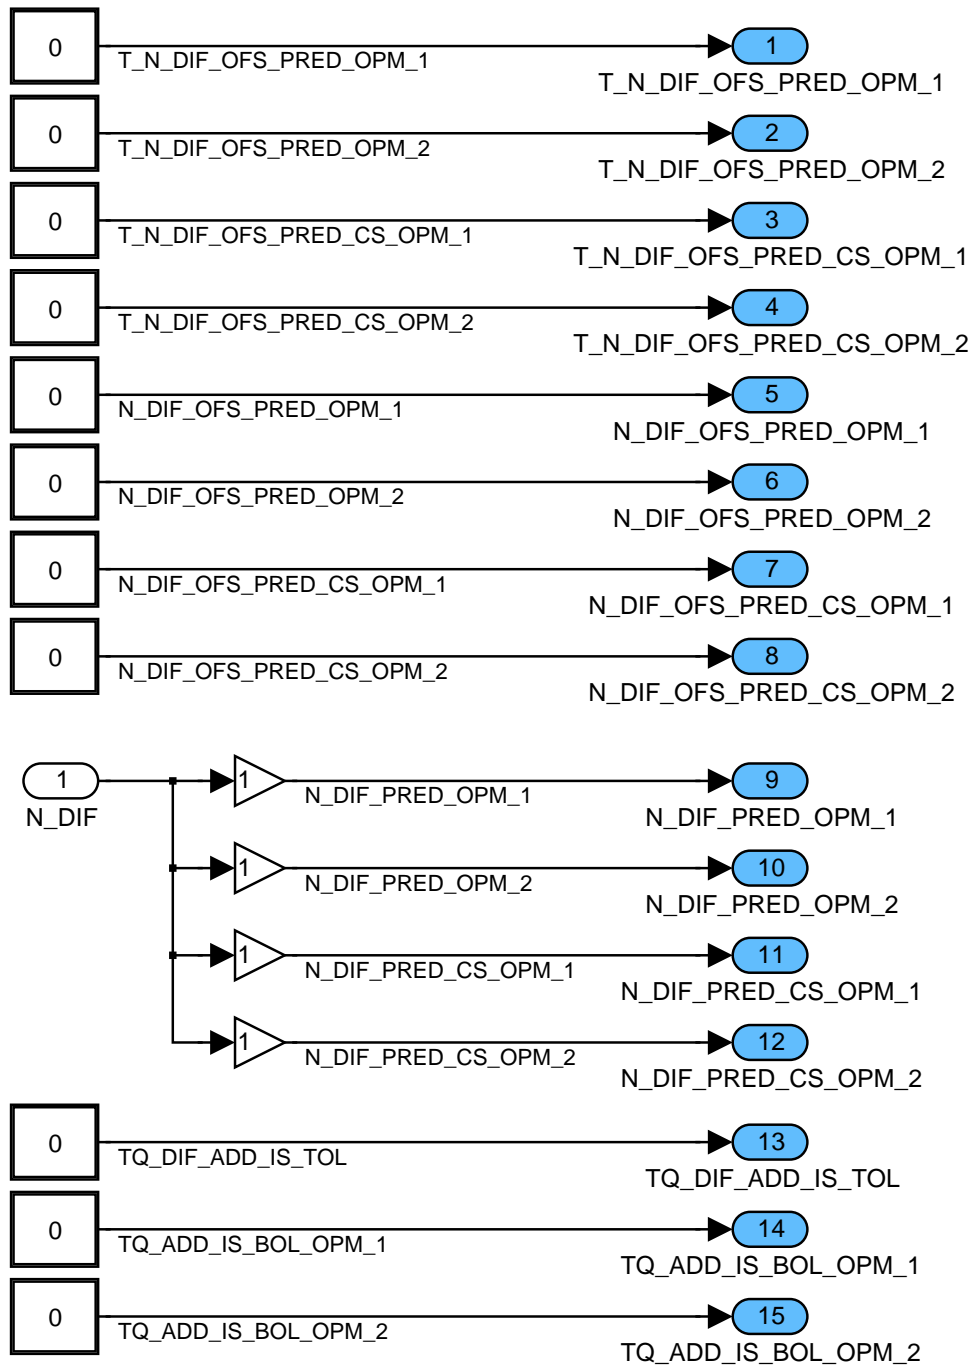 0
1
T_N_DIF_OFS_PRED_OPM_1
T_N_DIF_OFS_PRED_OPM_1
0
2
T_N_DIF_OFS_PRED_OPM_2
T_N_DIF_OFS_PRED_OPM_2
0
3
T_N_DIF_OFS_PRED_CS_OPM_1
T_N_DIF_OFS_PRED_CS_OPM_1
0
4
T_N_DIF_OFS_PRED_CS_OPM_2
T_N_DIF_OFS_PRED_CS_OPM_2
0
5
N_DIF_OFS_PRED_OPM_1
N_DIF_OFS_PRED_OPM_1
0
6
N_DIF_OFS_PRED_OPM_2
N_DIF_OFS_PRED_OPM_2
0
7
N_DIF_OFS_PRED_CS_OPM_1
N_DIF_OFS_PRED_CS_OPM_1
0
8
N_DIF_OFS_PRED_CS_OPM_2
N_DIF_OFS_PRED_CS_OPM_2
1
N_DIF
1
N_DIF_PRED_OPM_1
9
N_DIF_PRED_OPM_1
1
N_DIF_PRED_OPM_2
10
N_DIF_PRED_OPM_2
1
N_DIF_PRED_CS_OPM_1
11
N_DIF_PRED_CS_OPM_1
1
N_DIF_PRED_CS_OPM_2
12
N_DIF_PRED_CS_OPM_2
0
13
TQ_DIF_ADD_IS_TOL
TQ_DIF_ADD_IS_TOL
0
14
TQ_ADD_IS_BOL_OPM_1
TQ_ADD_IS_BOL_OPM_1
0
15
TQ_ADD_IS_BOL_OPM_2
TQ_ADD_IS_BOL_OPM_2